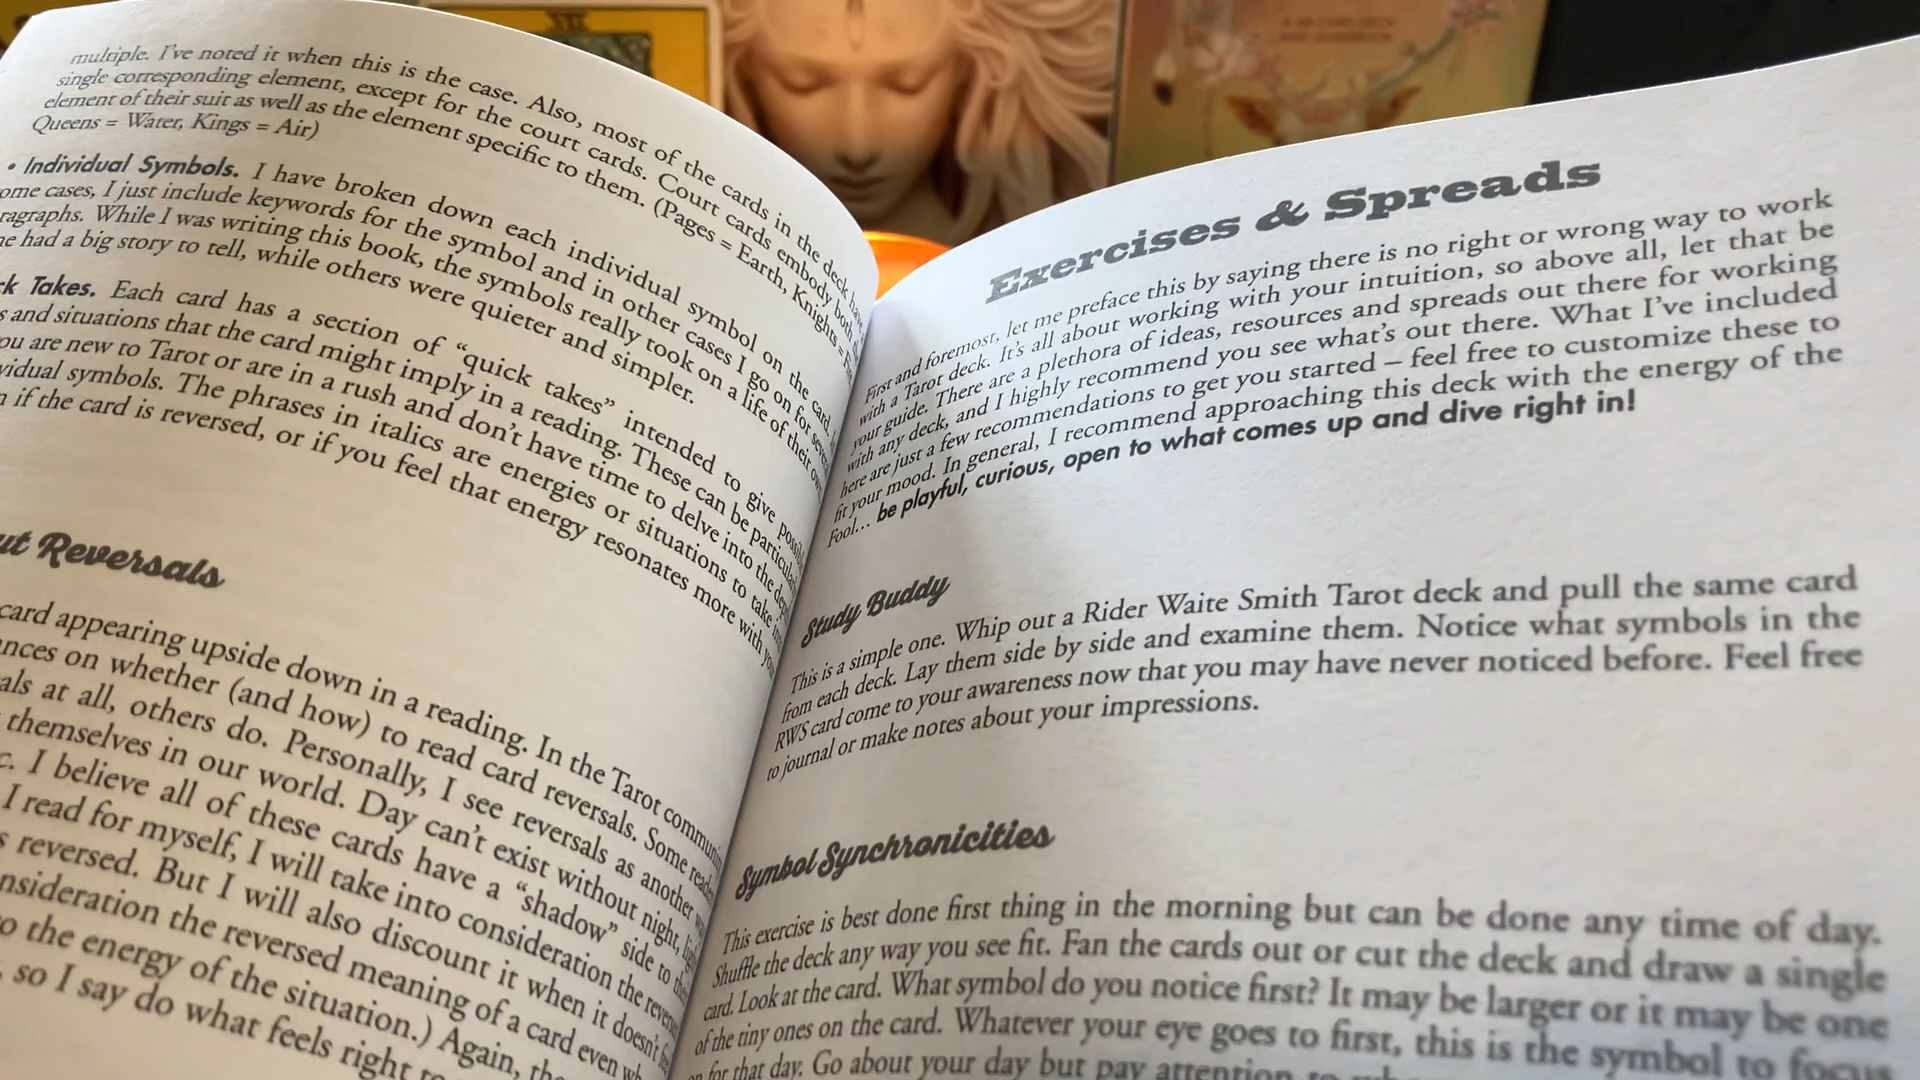 multiple. I've noted it when this is the case. Also, most of the cards in the deck have
single corresponding element, except for the court cards. Court cards embody both the
element of their suit as well as the element specific to them. (Pages = Earth, Knights = Fire
Queens = Water, Kings = Air)
• Individual Symbols. I have broken down each individual symbol on the card.
ome cases, I just include keywords for the symbol and in other cases I go on for several
ragraphs. While I was writing this book, the symbols really took on a life of their own.
had a big story to tell, while others were quieter and simpler.
k Takes. Each card has a section of “quick takes” intended to give possible
s and situations that the card might imply in a reading. These can be particularly
ou are new to Tarot or are in a rush and don't have time to delve into the
vidual symbols. The phrases in italics are energies or situations to take into
if the card is reversed, or if you feel that energy resonates more with you
ut Reversals
card appearing upside down in a reading. In the Tarot community
nces on whether (and how) to read card reversals. Some readers
als at all, others do. Personally, I see reversals as another
themselves in our world. Day can't exist without night,
c. I believe all of these cards have a “shadow” side to
I read for myself, I will take into consideration the
s reversed. But I will also discount it when it doesn't
nsideration the reversed meaning of a card even
o the energy of the situation.) Again,
, so I say do what feels right to
A 49-CARD DECK
AND GUIDEBOOK
Exercises & Spreads
First and foremost, let me preface this by saying there is no right or wrong way to work
with a Tarot deck. It's all about working with your intuition, so above all, let that be
your guide. There are a plethora of ideas, resources and spreads out there for working
with any deck, and I highly recommend you see what's out there. What I've included
here are just a few recommendations to get you started – feel free to customize these to
fit your mood. In general, I recommend approaching this deck with the energy of the
Fool... be playful, curious, open to what comes up and dive right in!
Study Buddy
This is a simple one. Whip out a Rider Waite Smith Tarot deck and pull the same card
from each deck. Lay them side by side and examine them. Notice what symbols in the
RWS card come to your awareness now that you may have never noticed before. Feel free
to journal or make notes about your impressions.
Symbol Synchronicities
This exercise is best done first thing in the morning but can be done any time of day.
Shuffle the deck any way you see fit. Fan the cards out or cut the deck and draw a single
card. Look at the card. What symbol do you notice first? It may be larger or it may be one
of the tiny ones on the card. Whatever your eye goes to first, this is the symbol to focus
on for that day. Go about your day but pay attention to